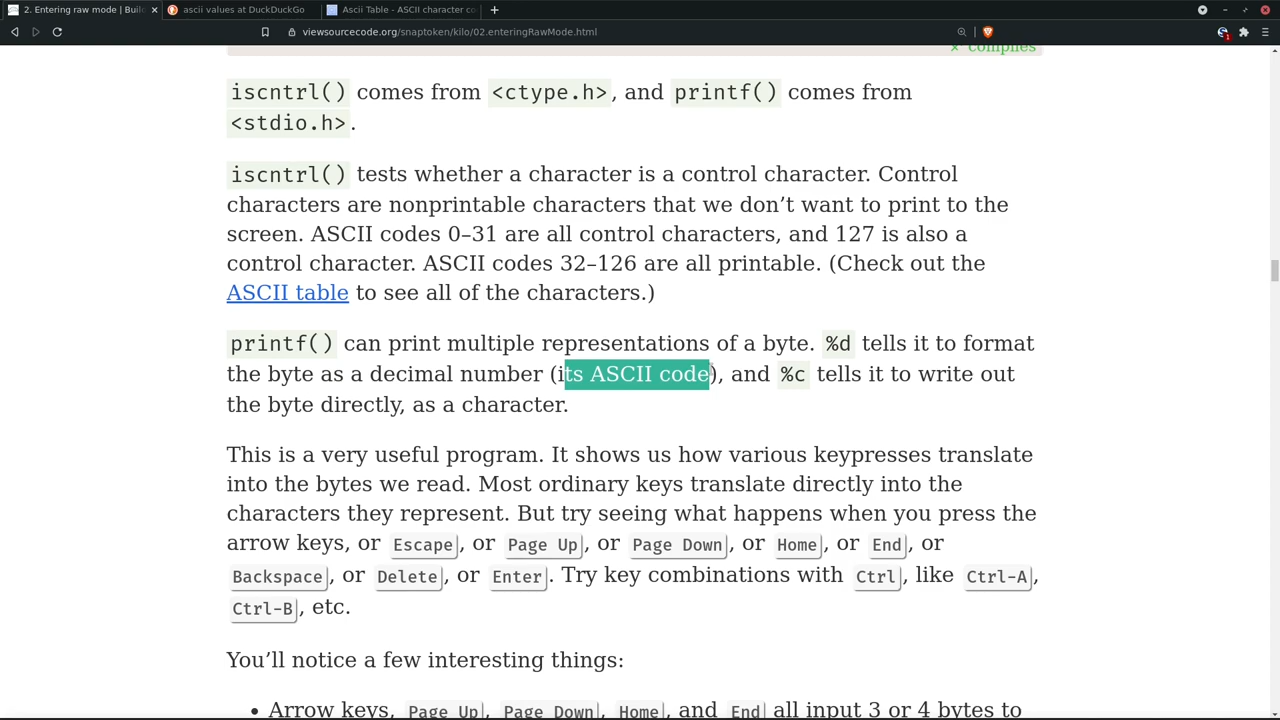 2. Entering raw mode | Buil
ascii values at DuckDuckGo
Ascii Table - ASCII character co
viewsourcecode.org/snaptoken/kilo/02.enteringRawMode.html
compiles
iscntrl() comes from <ctype.h>, and printf() comes from
<stdio.h>.
iscntrl() tests whether a character is a control character. Control
characters are nonprintable characters that we don’t want to print to the
screen. ASCII codes 0–31 are all control characters, and 127 is also a
control character. ASCII codes 32–126 are all printable. (Check out the
ASCII table to see all of the characters.)
printf() can print multiple representations of a byte. %d tells it to format
the byte as a decimal number (its ASCII code), and %c tells it to write out
the byte directly, as a character.
This is a very useful program. It shows us how various keypresses translate
into the bytes we read. Most ordinary keys translate directly into the
characters they represent. But try seeing what happens when you press the
arrow keys, or Escape, or Page Up, or Page Down, or Home, or End, or
Backspace, or Delete, or Enter. Try key combinations with Ctrl, like Ctrl-A,
Ctrl-B, etc.
You’ll notice a few interesting things:
• Arrow keys, Page Up, Page Down, Home, and End all input 3 or 4 bytes to